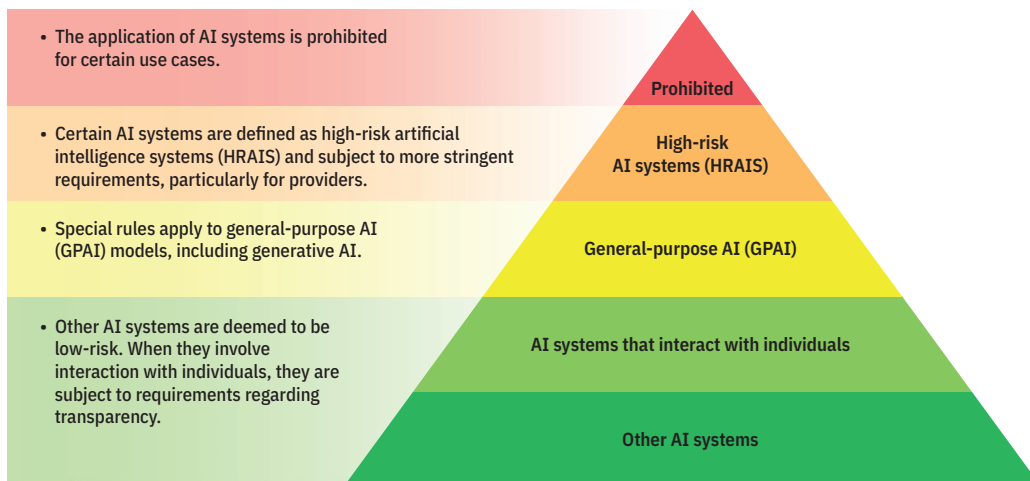 • The application of AI systems is prohibited
for certain use cases.
Prohibited
• Certain AI systems are defined as high-risk artificial
intelligence systems (HRAIS) and subject to more stringent
requirements, particularly for providers.
High-risk
AI systems (HRAIS)
• Special rules apply to general-purpose AI
(GPAI) models, including generative AI.
General-purpose AI (GPAI)
• Other AI systems are deemed to be
low-risk. When they involve
interaction with individuals, they are
subject to requirements regarding
transparency.
AI systems that interact with individuals
Other AI systems